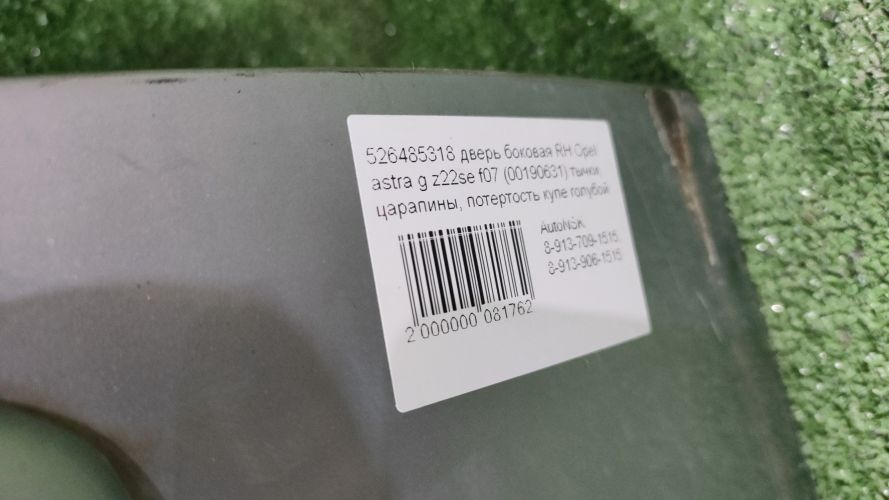 526485318 дверь боковая RH Opel
astra g z22se f07 (00190631) тычки,
царапины, потертость купе голубой
AutoNSK
8-913-709-1515,
8-913-906-1515
2 000000 081762